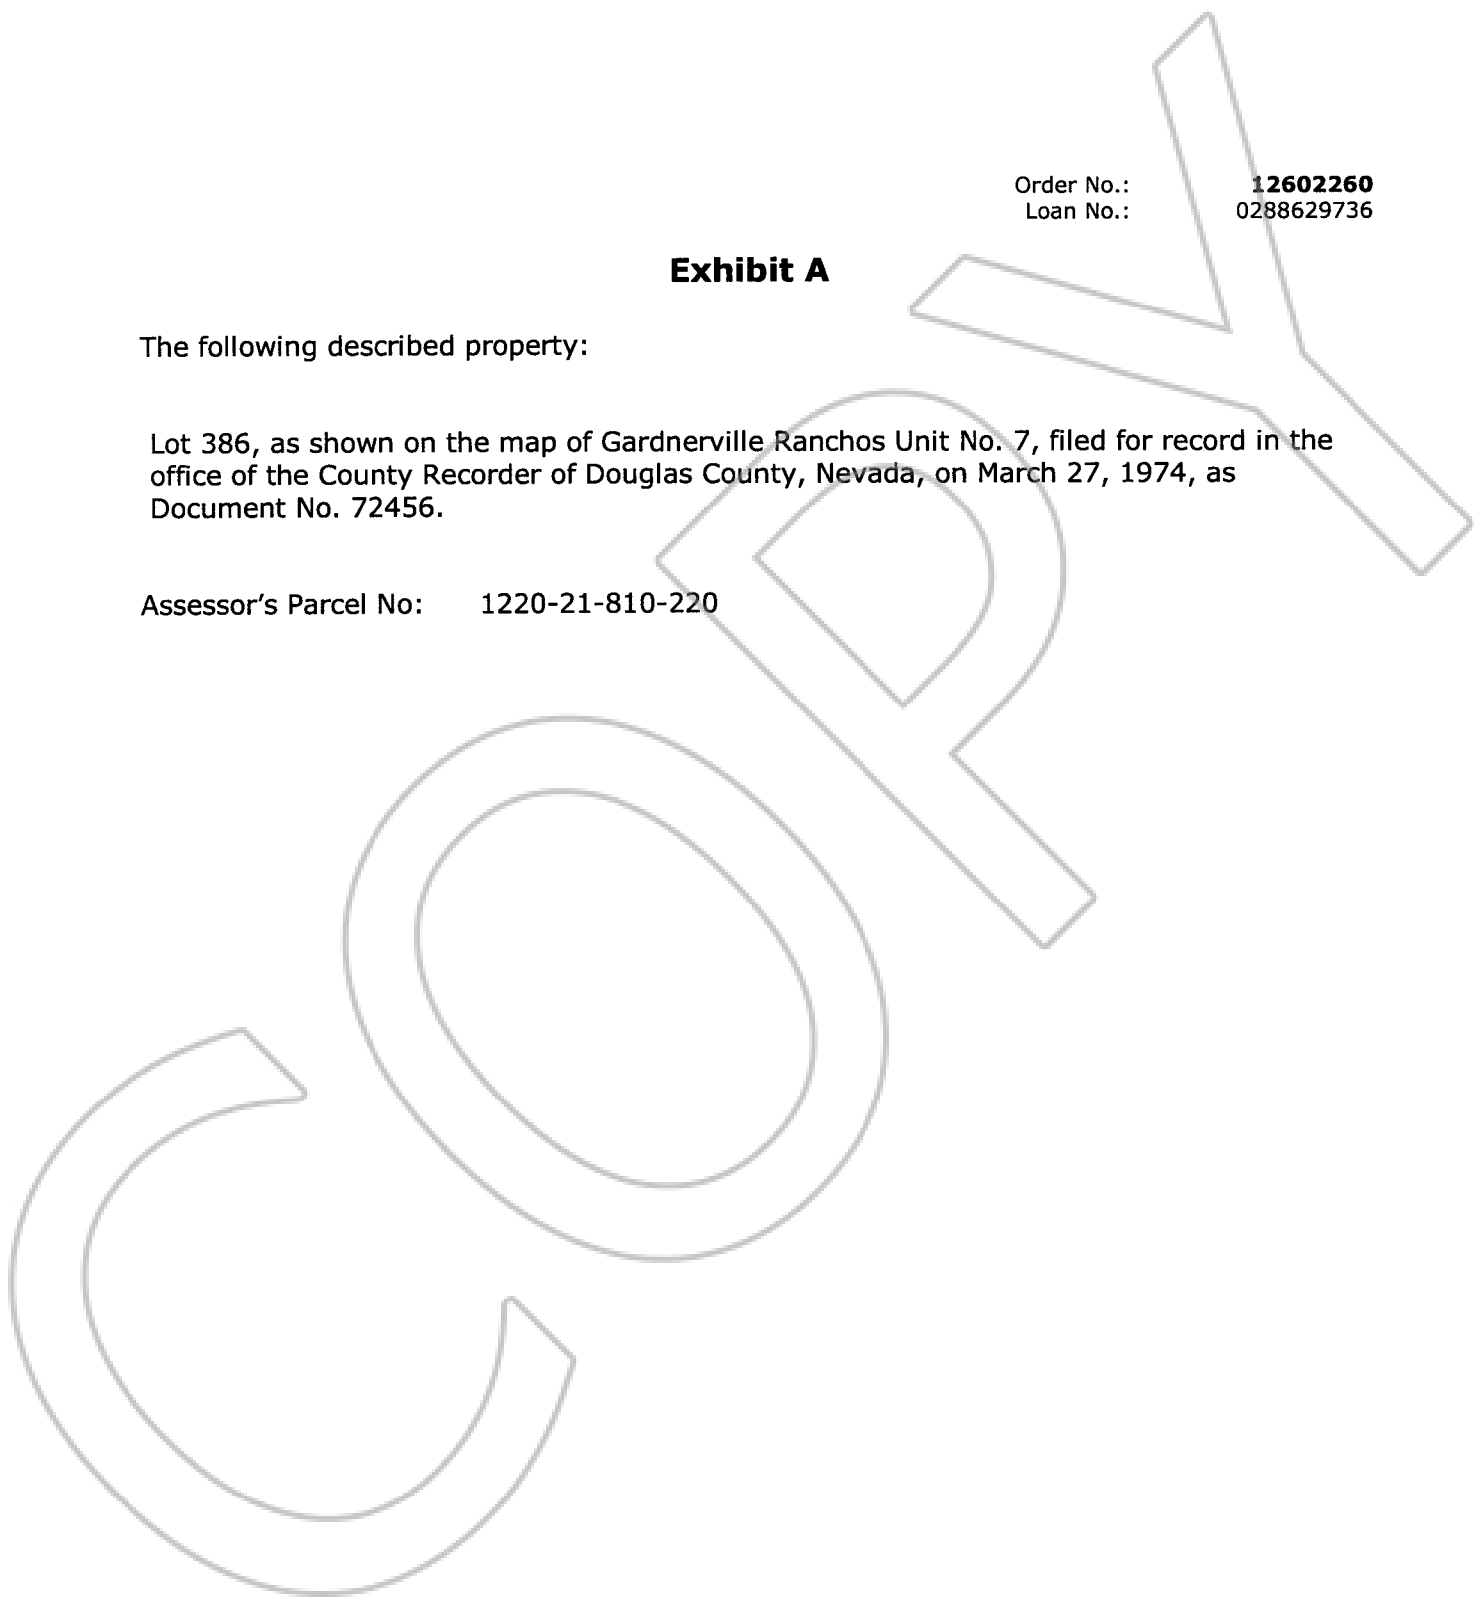 Order No.: 12602260
Loan No.: 0288629736
Exhibit A
The following described property:
Lot 386, as shown on the map of Gardnerville Ranchos Unit No. 7, filed for record in the
office of the County Recorder of Douglas County, Nevada, on March 27, 1974, as
Document No. 72456.
Assessor's Parcel No: 1220-21-810-220
COPY